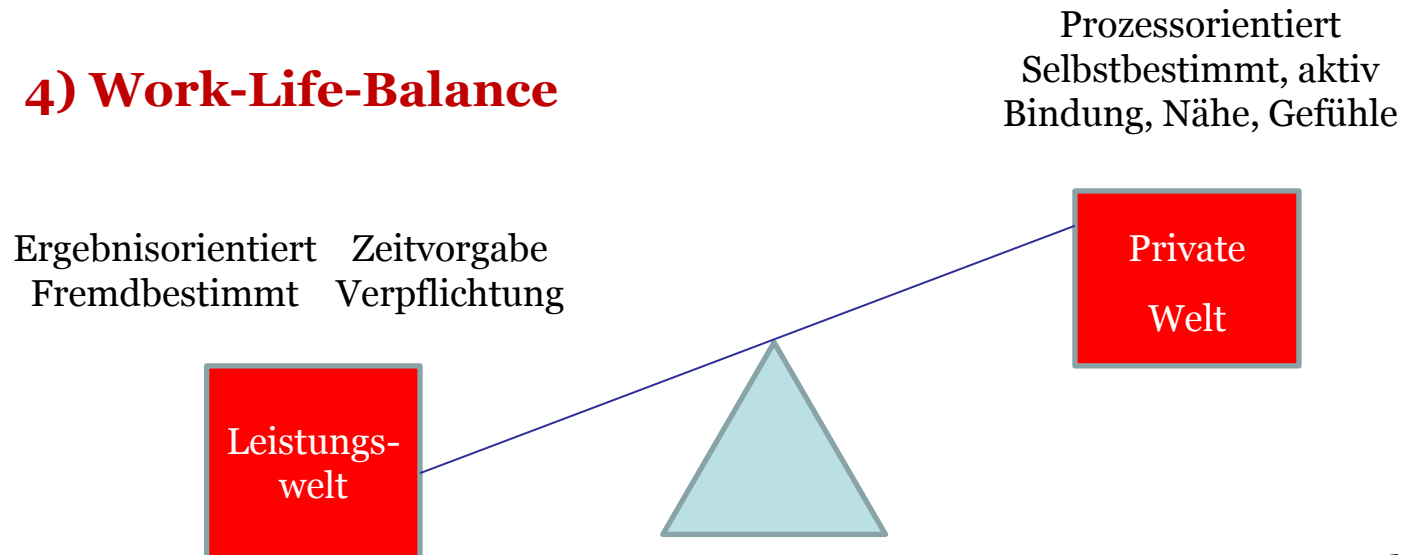 4) Work-Life-Balance
Prozessorientiert
Selbstbestimmt, aktiv
Bindung, Nähe, Gefühle
Ergebnisorientiert Zeitvorgabe
Fremdbestimmt Verpflichtung
Private
Welt
Leistungs-
welt